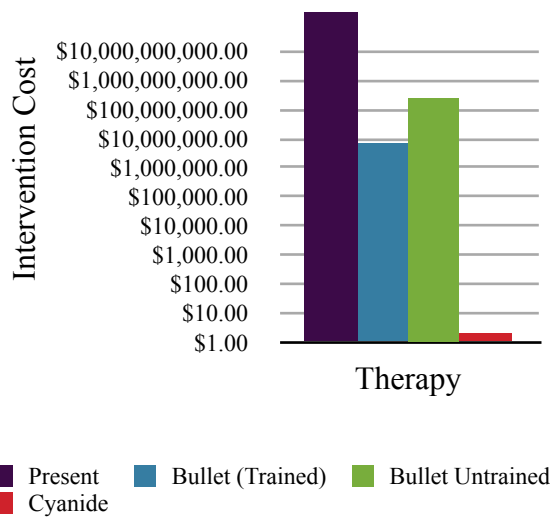 $10,000,000,000.00
$1,000,000,000.00
$100,000,000.00
$10,000,000.00
$1,000,000.00
$100,000.00
$10,000.00
$1,000.00
$100.00
$10.00
$1.00
Intervention Cost
Therapy
Present
Bullet (Trained)
Bullet Untrained
Cyanide